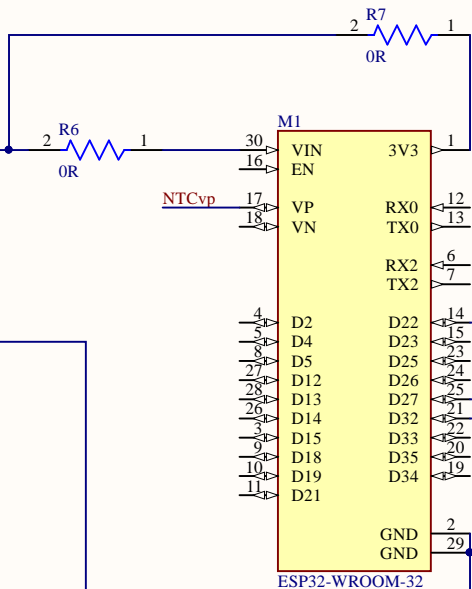 R7
2 1
0R
R6
2 1
0R
M1
30 VIN 3V3 1
16 EN
NTCvp 17 VP RX0 12
18 VN TX0 13
RX2 6
TX2 7
4 D2 D22 14
5 D4 D23 15
8 D5 D25 23
27 D12 D26 24
28 D13 D27 25
26 D14 D32 21
3 D15 D33 22
9 D18 D35 20
10 D19 D34 19
11 D21
GND 2
GND 29
ESP32-WROOM-32